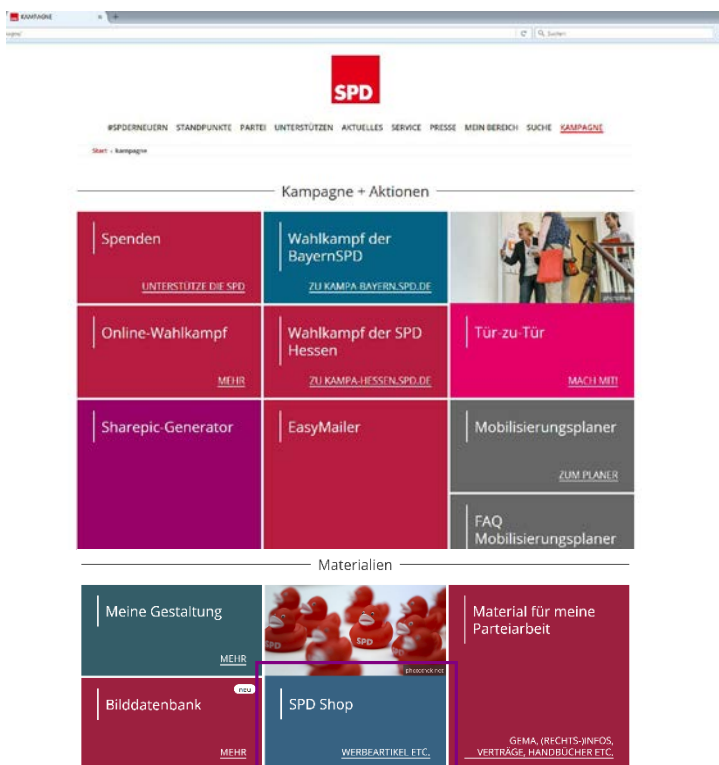 KAMPAGNE
Suchen
SPD
#SPDERNEUERN STANDPUNKTE PARTEI UNTERSTÜTZEN AKTUELLES SERVICE PRESSE MEIN BEREICH SUCHE KAMPAGNE
Start › kampagne
Kampagne + Aktionen
Spenden
UNTERSTÜTZE DIE SPD
Wahlkampf der
BayernSPD
ZU KAMPA-BAYERN.SPD.DE
photothek
Online-Wahlkampf
MEHR
Wahlkampf der SPD
Hessen
ZU KAMPA-HESSEN.SPD.DE
Tür-zu-Tür
MACH MIT!
Sharepic-Generator
EasyMailer
Mobilisierungsplaner
ZUM PLANER
FAQ
Mobilisierungsplaner
Materialien
Meine Gestaltung
MEHR
SPD
SPD
photothek.net
Material für meine
Parteiarbeit
GEMA, (RECHTS-)INFOS,
VERTRÄGE, HANDBÜCHER ETC.
neu
Bilddatenbank
MEHR
SPD Shop
WERBEARTIKEL ETC.